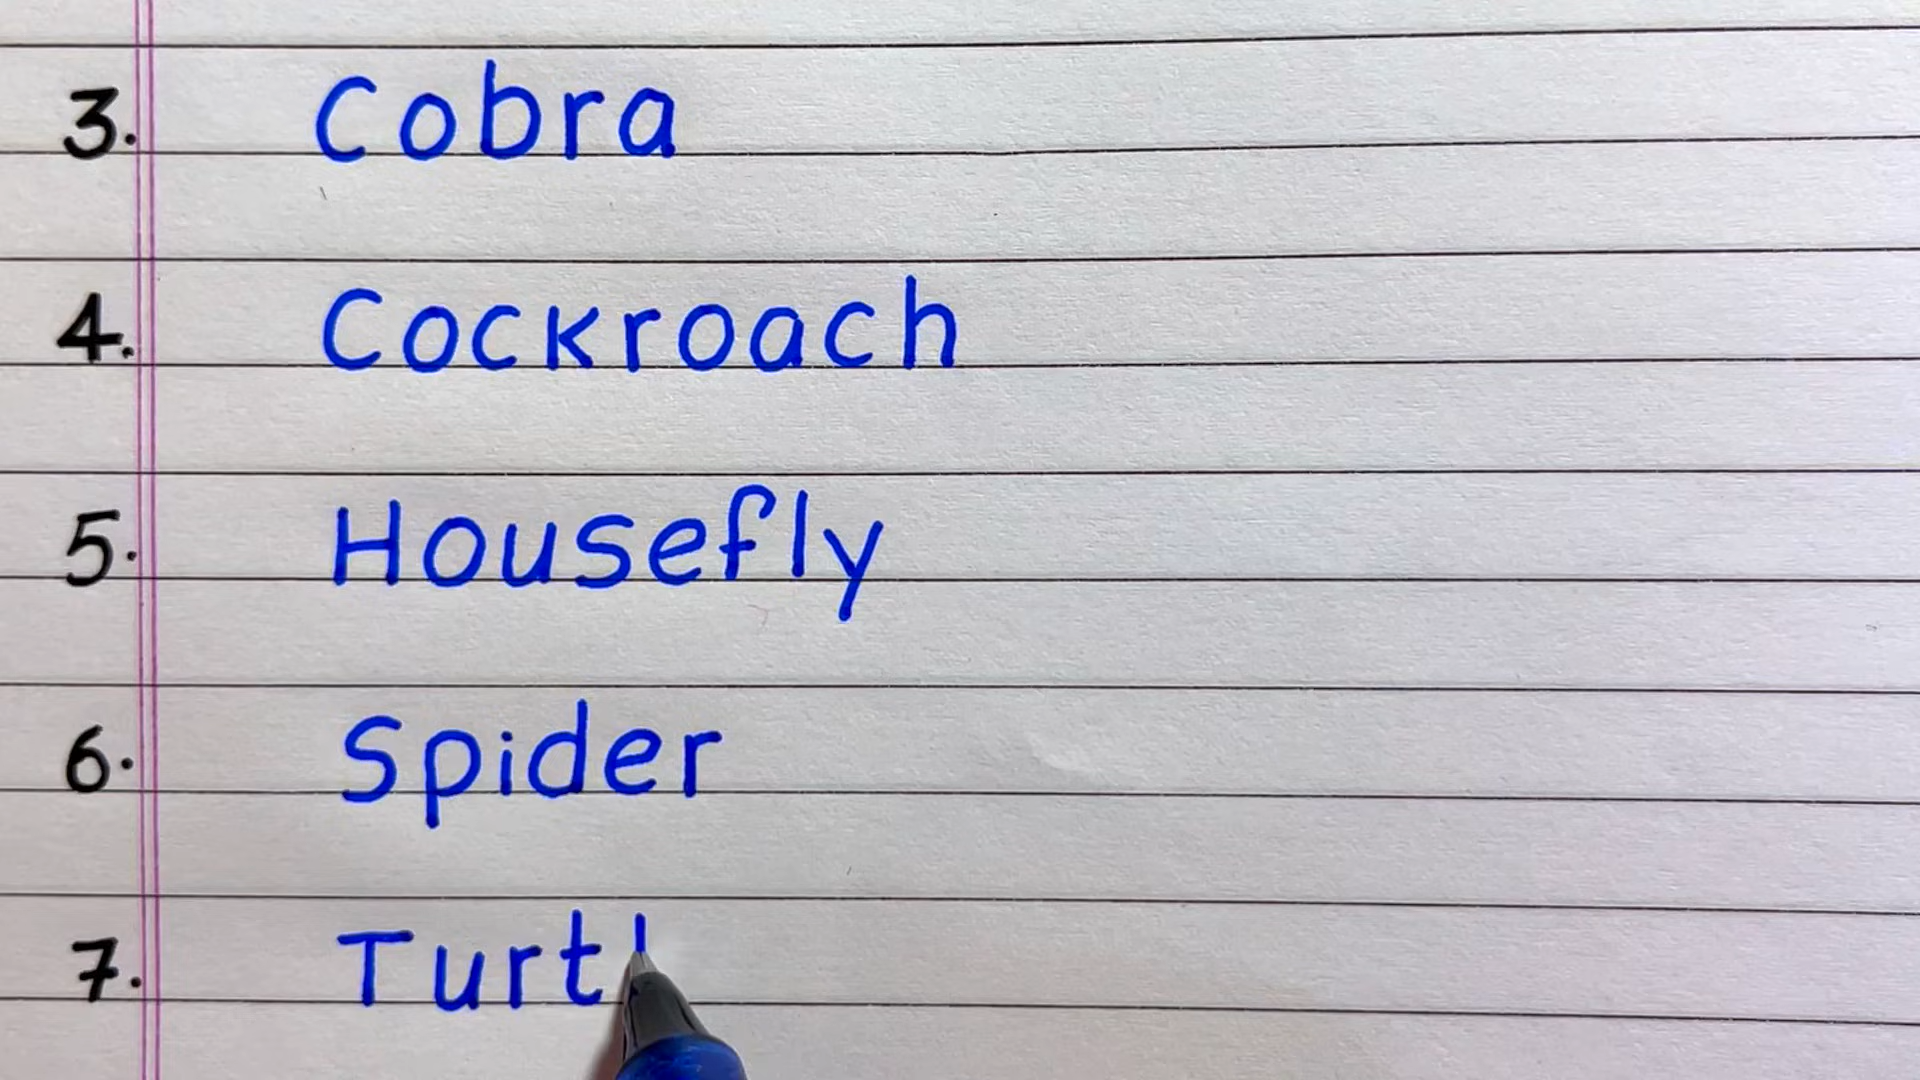 3. Cobra
4. Cockroach
5. Housefly
6. Spider
7. Turtl